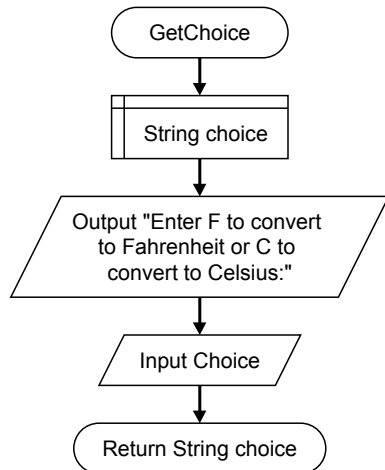 GetChoice
String choice
Output "Enter F to convert
to Fahrenheit or C to
convert to Celsius:"
Input Choice
Return String choice